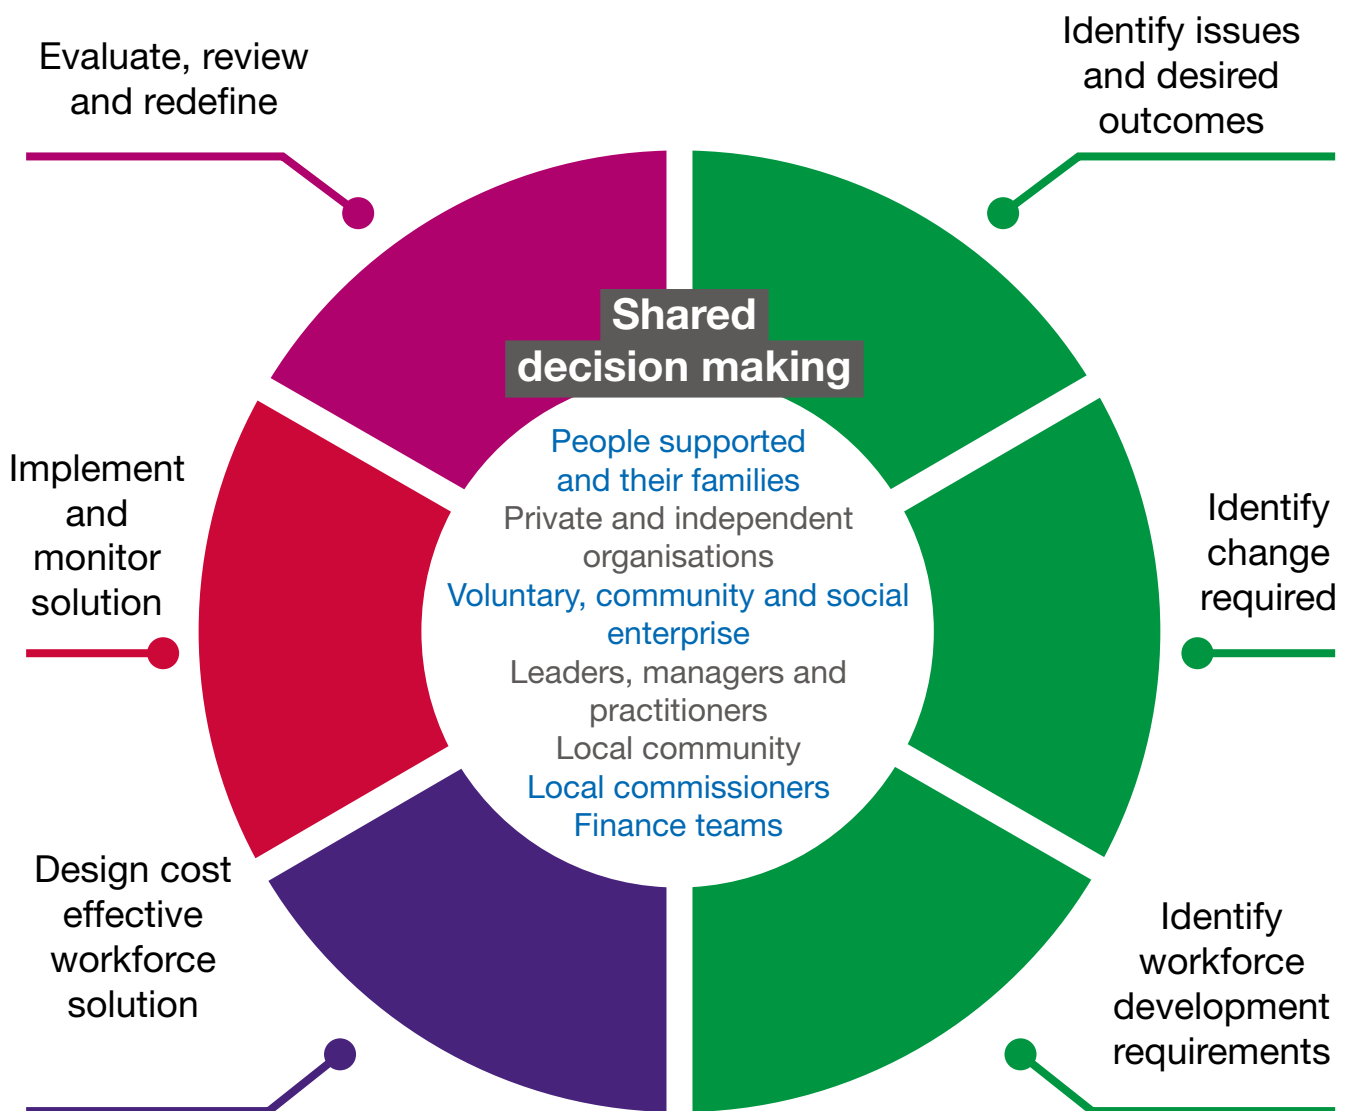 Evaluate, review
and redefine
Identify issues
and desired
outcomes
Shared
decision making
People supported
and their families
Private and independent
organisations
Voluntary, community and social
enterprise
Leaders, managers and
practitioners
Local community
Local commissioners
Finance teams
Implement
and
monitor
solution
Identify
change
required
Design cost
effective
workforce
solution
Identify
workforce
development
requirements